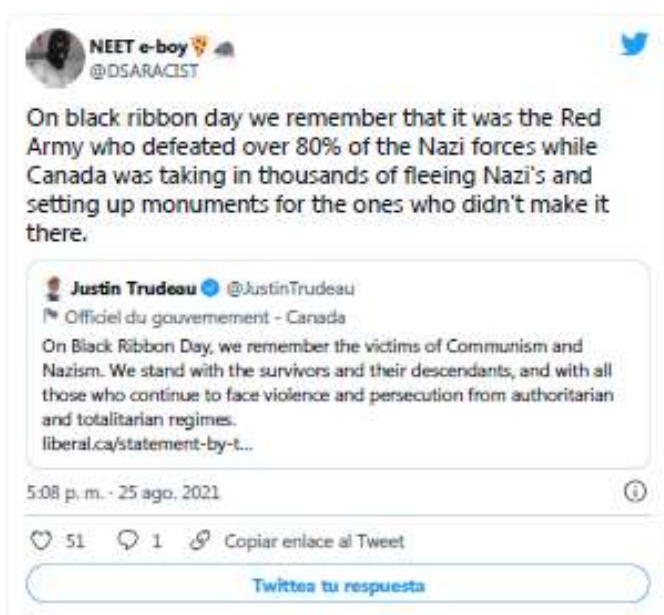 NEET e-boy
@DSARACIST
On black ribbon day we remember that it was the Red
Army who defeated over 80% of the Nazi forces while
Canada was taking in thousands of fleeing Nazi's and
setting up monuments for the ones who didn't make it
there.
Justin Trudeau @JustinTrudeau
Officiel du gouvernement - Canada
On Black Ribbon Day, we remember the victims of Communism and
Nazism. We stand with the survivors and their descendants, and with all
those who continue to face violence and persecution from authoritarian
and totalitarian regimes.
liberal.ca/statement-by-t...
5:08 p. m. · 25 ago. 2021
51 1 Copiar enlace al Tweet
Twittea tu respuesta